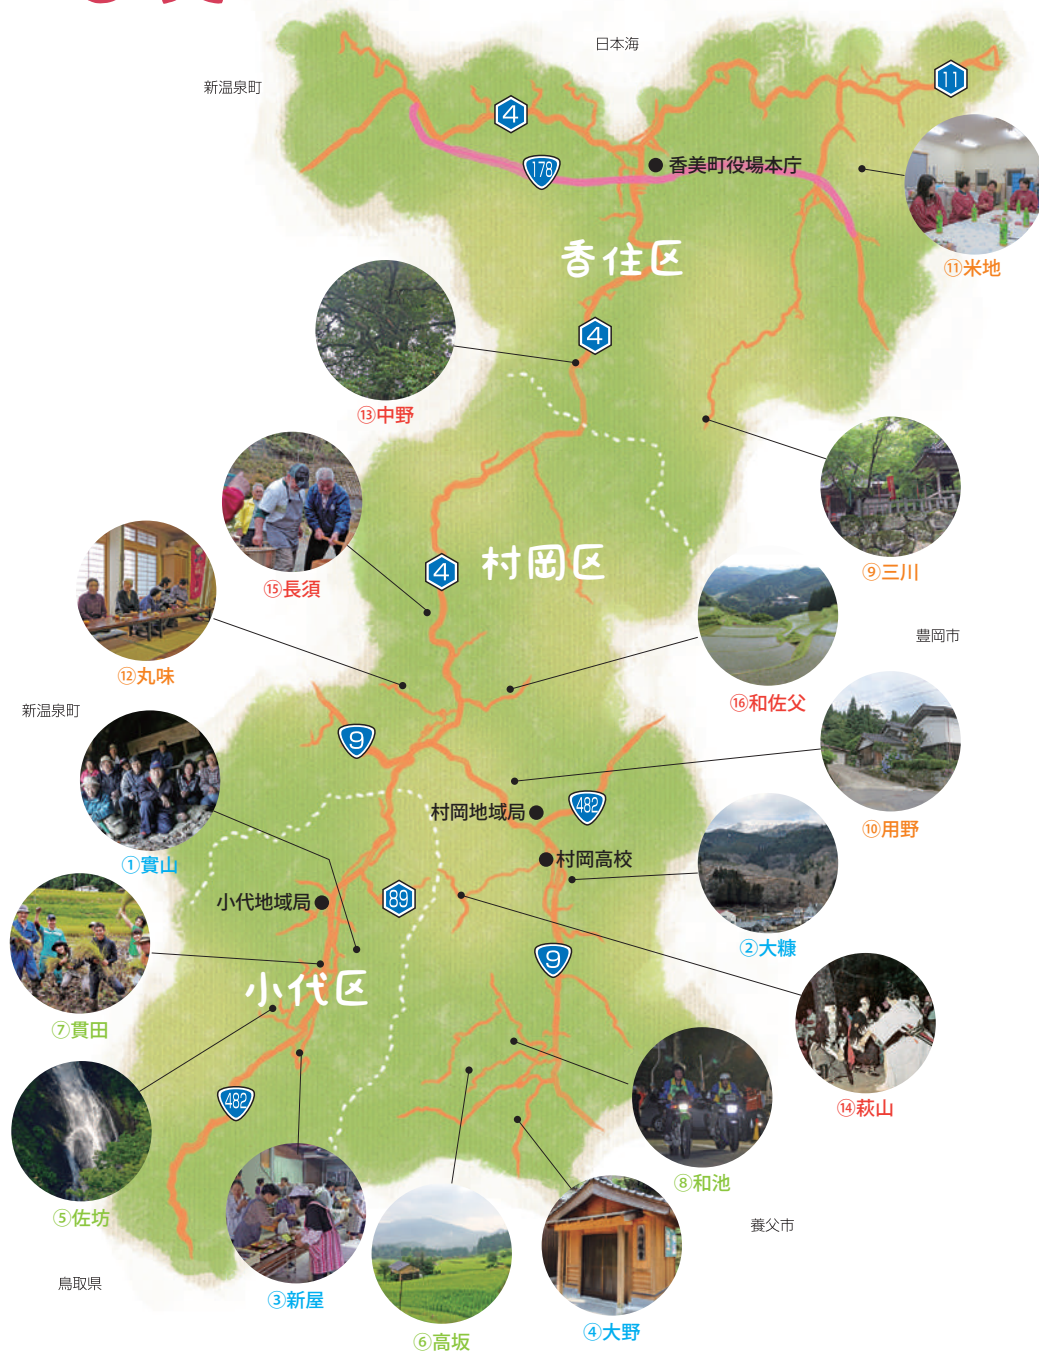 日本海
新温泉町
11
4
178
香美町役場本庁
香住区
⑪米地
4
⑬中野
村岡区
4
⑮長須
⑨三川
豊岡市
⑫丸味
⑯和佐父
新温泉町
9
482
村岡地域局
⑩用野
村岡高校
①實山
89
小代地域局
②大糠
9
小代区
⑦貫田
482
⑭萩山
⑧和池
⑤佐坊
養父市
鳥取県
③新屋
⑥高坂
④大野